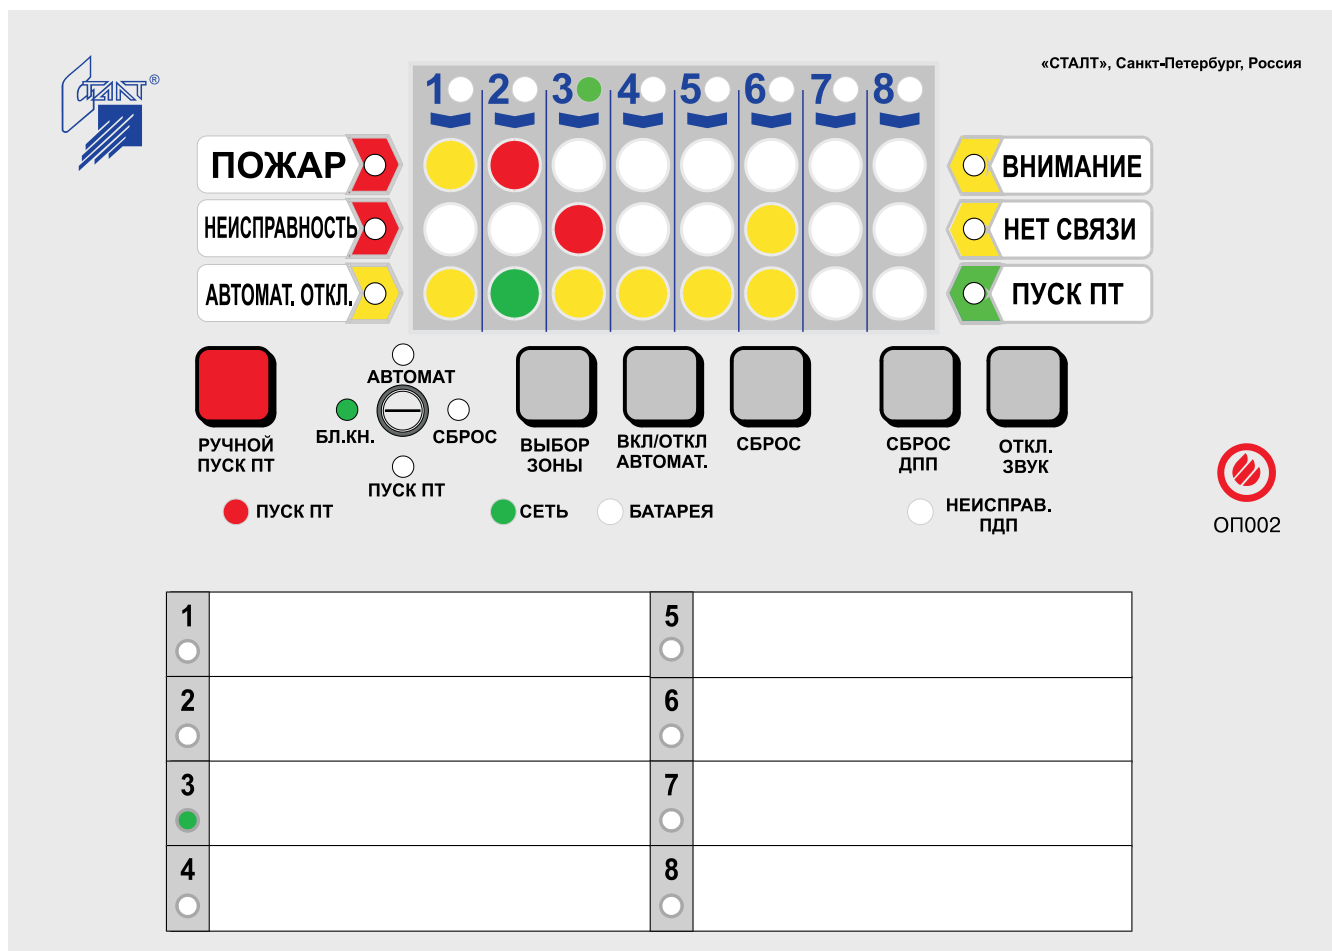 «СТАЛТ», Санкт-Петербург, Россия
СТАЛТ®
1 2 3 4 5 6 7 8
ПОЖАР
ВНИМАНИЕ
НЕИСПРАВНОСТЬ
НЕТ СВЯЗИ
АВТОМАТ. ОТКЛ.
ПУСК ПТ
РУЧНОЙ
ПУСК ПТ
АВТОМАТ
БЛ.КН.
СБРОС
ПУСК ПТ
ВЫБОР
ЗОНЫ
ВКЛ/ОТКЛ
АВТОМАТ.
СБРОС
СБРОС
ДПП
ОТКЛ.
ЗВУК
ПУСК ПТ
СЕТЬ
БАТАРЕЯ
НЕИСПРАВ.
ПДП
ОП002
1
5
2
6
3
7
4
8